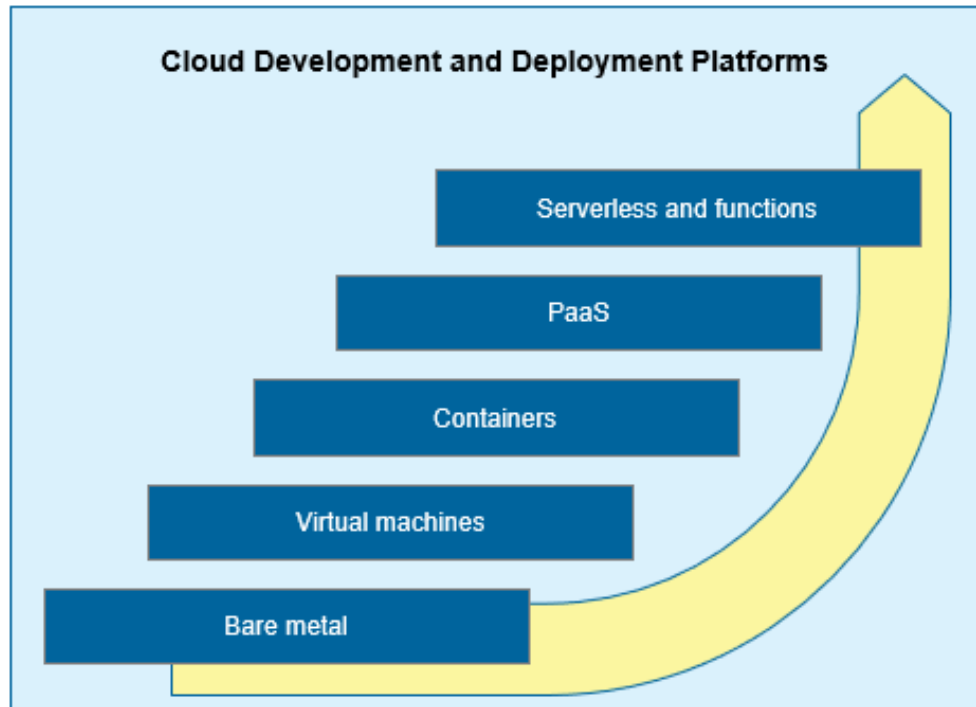 Cloud Development and Deployment Platforms
Serverless and functions
PaaS
Containers
Virtual machines
Bare metal